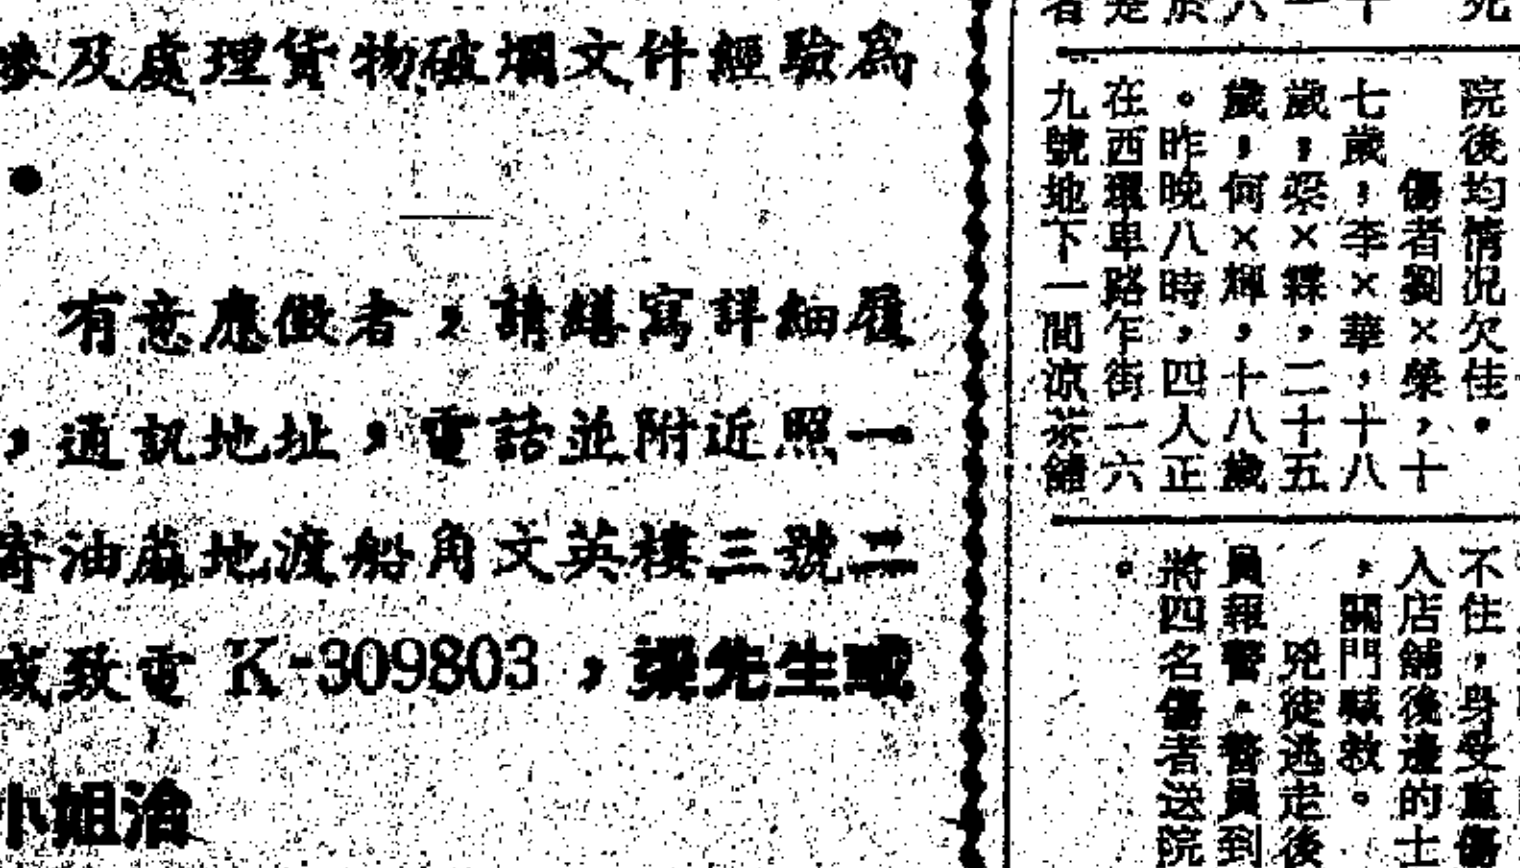 及處理貨物破爛文件經驗為
有意應徵者，請繕寫詳細履
，通訊地址，電話並附近照一
寄油蔴地渡船角文英樓三號二
或致電 K-309803，梁先生或
小姐洽
院後均情况欠佳。
傷者劉×榮，十
七歲，李×華，十八
歲，梁×，二十五
歲，何×輝，十八歲
。昨晚八時，四人正
在西環卑路乍街一六
九號地下一間涼茶舖
不住，身受重傷
入店舖後邊的士
，關門喊救。
兇徒逃走後
員報警。警員到
將四名傷者送院
。